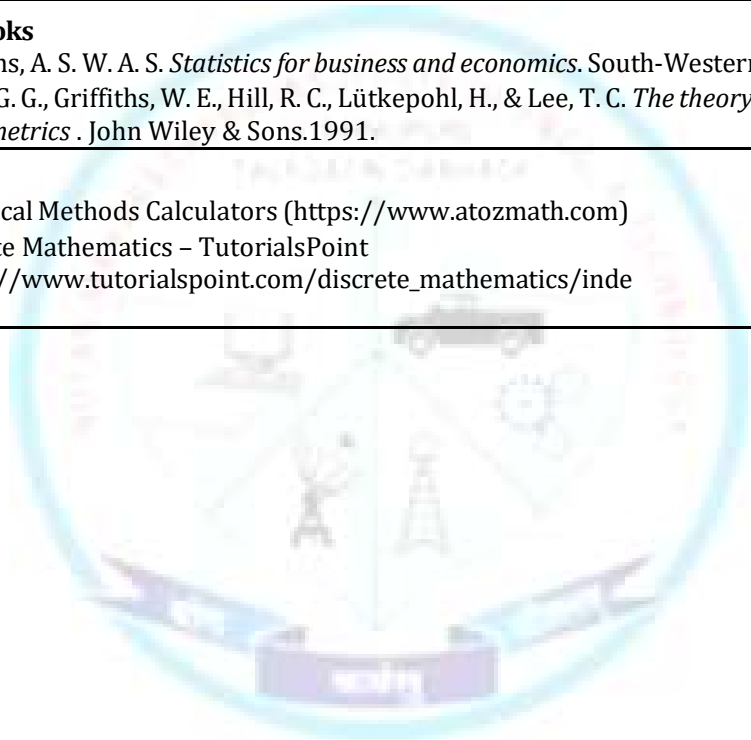 oks
ns, A. S. W. A. S. Statistics for business and economics. South-Western
G. G., Griffiths, W. E., Hill, R. C., Lütkepohl, H., & Lee, T. C. The theory
metrics . John Wiley & Sons.1991.
cal Methods Calculators (https://www.atozmath.com)
te Mathematics – TutorialsPoint
//www.tutorialspoint.com/discrete_mathematics/inde